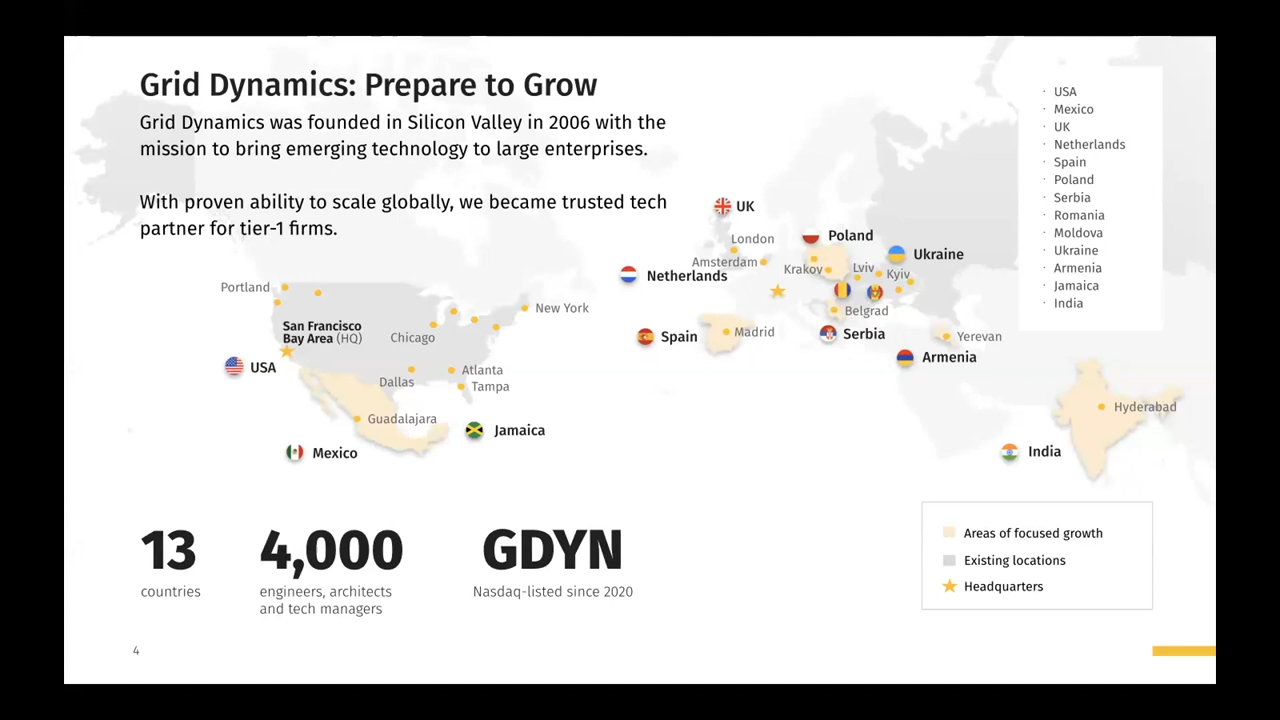 Grid Dynamics: Prepare to Grow
Grid Dynamics was founded in Silicon Valley in 2006 with the
mission to bring emerging technology to large enterprises.
With proven ability to scale globally, we became trusted tech
partner for tier-1 firms.
· USA
· Mexico
· UK
· Netherlands
· Spain
· Poland
· Serbia
· Romania
· Moldova
· Ukraine
· Armenia
· Jamaica
· India
UK
London
Poland
Ukraine
Amsterdam
Netherlands
Krakov
Lviv
Kyiv
Portland
New York
Belgrad
San Francisco
Bay Area (HQ)
Chicago
Spain
Madrid
Serbia
Yerevan
Armenia
USA
Dallas
Atlanta
Tampa
Guadalajara
Hyderabad
Jamaica
Mexico
India
13
countries
4,000
engineers, architects
and tech managers
GDYN
Nasdaq-listed since 2020
Areas of focused growth
Existing locations
Headquarters
4